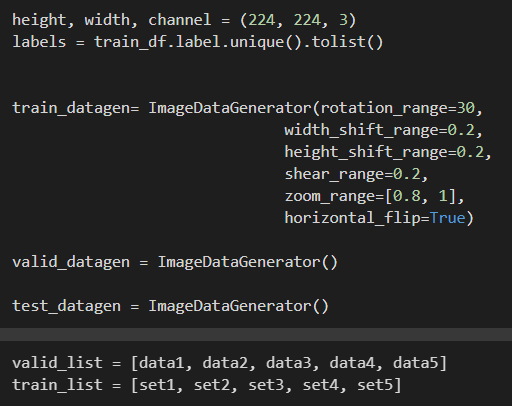 height, width, channel = (224, 224, 3)
labels = train_df.label.unique().tolist()
train_datagen= ImageDataGenerator(rotation_range=30,
width_shift_range=0.2,
height_shift_range=0.2,
shear_range=0.2,
zoom_range=[0.8, 1],
horizontal_flip=True)
valid_datagen = ImageDataGenerator()
test_datagen = ImageDataGenerator()
valid_list = [data1, data2, data3, data4, data5]
train_list = [set1, set2, set3, set4, set5]